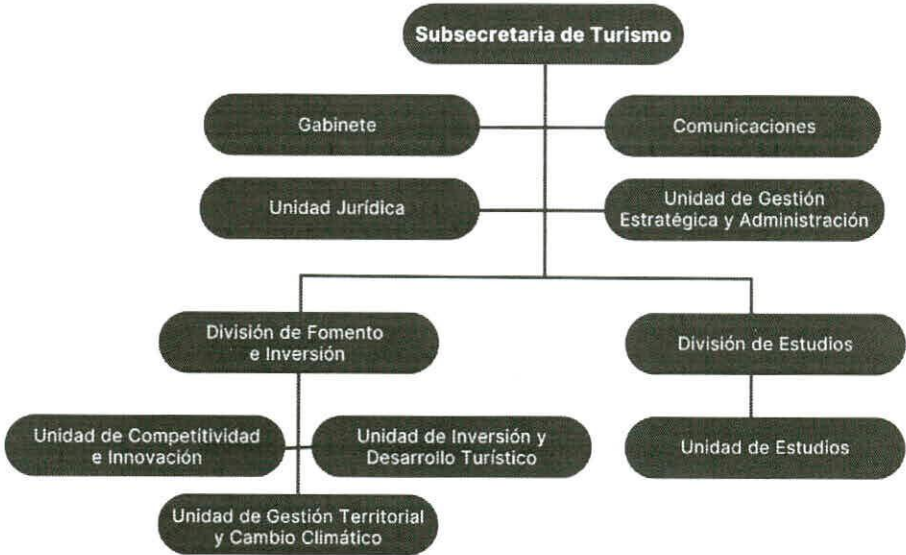 Subsecretaria de Turismo
Gabinete
Comunicaciones
Unidad Jurídica
Unidad de Gestión
Estratégica y Administración
División de Fomento
e Inversión
División de Estudios
Unidad de Competitividad
e Innovación
Unidad de Inversión y
Desarrollo Turístico
Unidad de Estudios
Unidad de Gestión Territorial
y Cambio Climático